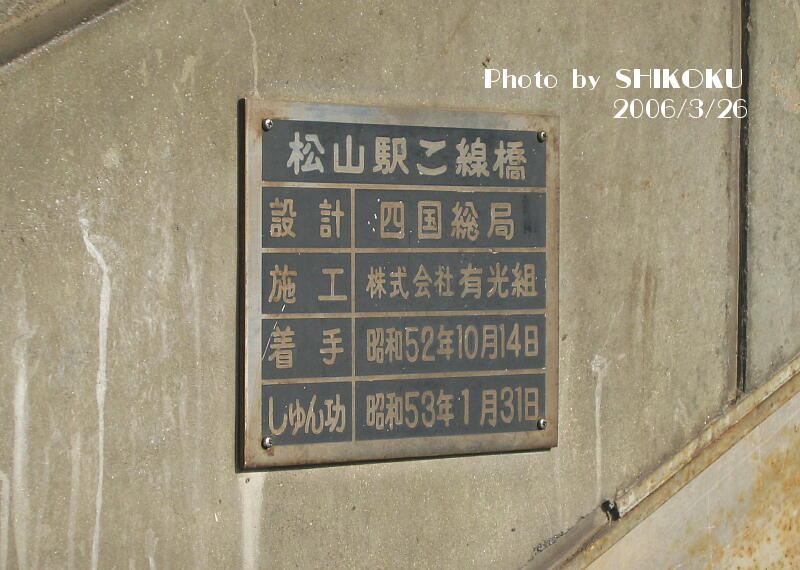 Photo by SHIKOKU
2006/3/26
松山駅こ線橋
設計 四国総局
施工 株式会社有光組
着手 昭和52年10月14日
しゅん功 昭和53年1月31日